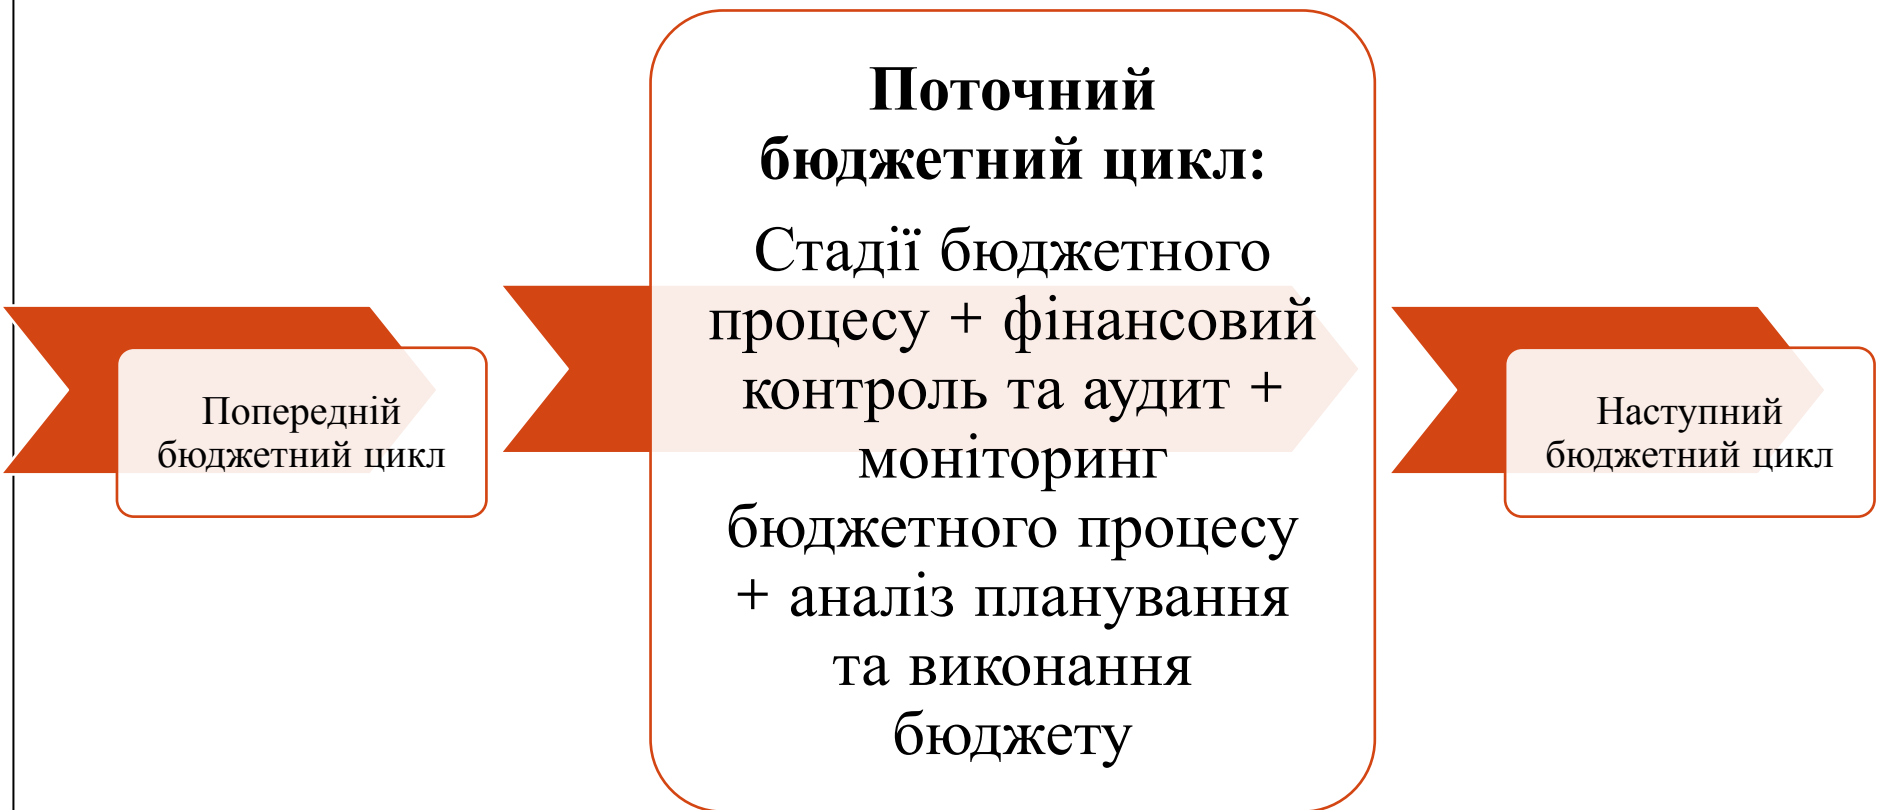 Попередній
бюджетний цикл
Поточний
бюджетний цикл:
Стадії бюджетного
процесу + фінансовий
контроль та аудит +
моніторинг
бюджетного процесу
+ аналіз планування
та виконання
бюджету
Наступний
бюджетний цикл